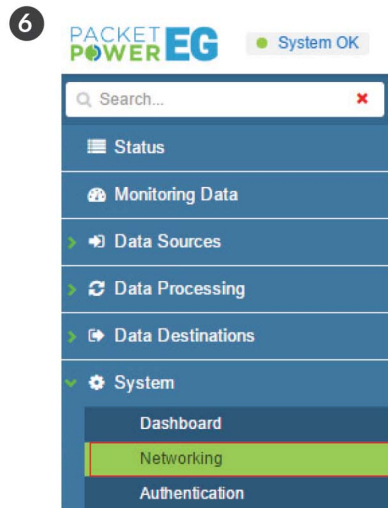 6
PACKET POWER EG
System OK
Search...
Status
Monitoring Data
Data Sources
Data Processing
Data Destinations
System
Dashboard
Networking
Authentication